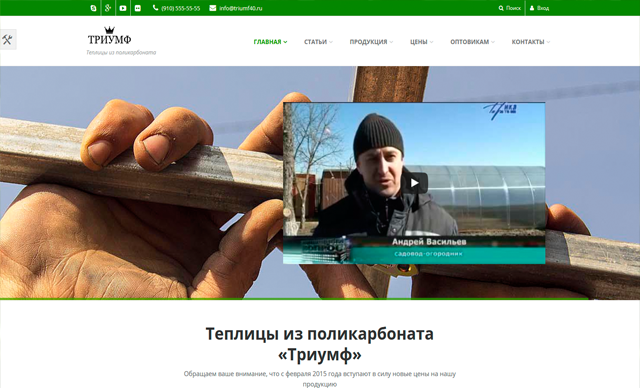 (910) 555-55-55 info@triumf40.ru Поиск Вход
ТРИУМФ
Теплицы из поликарбоната
ГЛАВНАЯ СТАТЬИ ПРОДУКЦИЯ ЦЕНЫ ОПТОВИКАМ КОНТАКТЫ
Андрей Васильев
садовод-огородник
Теплицы из поликарбоната
«Триумф»
Обращаем ваше внимание, что с февраля 2015 года вступают в силу новые цены на нашу
продукцию